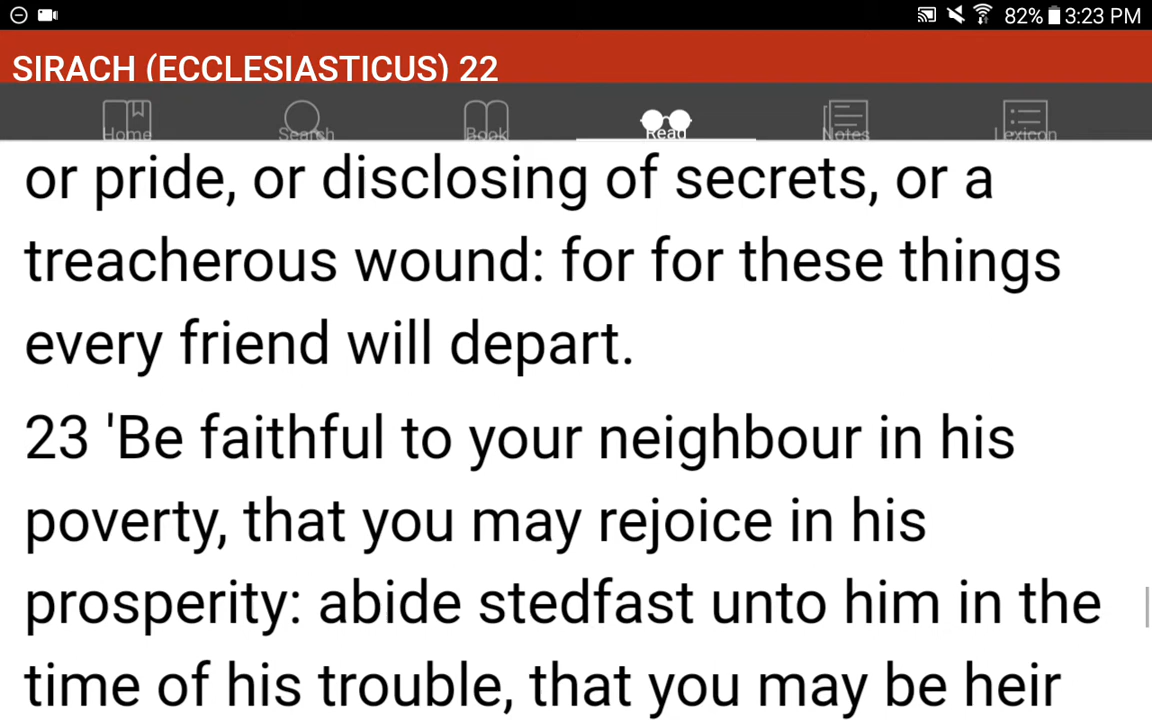 82% 3:23 PM
SIRACH (ECCLESIASTICUS) 22
Home Search Book Read Notes Lexicon
or pride, or disclosing of secrets, or a
treacherous wound: for for these things
every friend will depart.
23 'Be faithful to your neighbour in his
poverty, that you may rejoice in his
prosperity: abide stedfast unto him in the
time of his trouble, that you may be heir